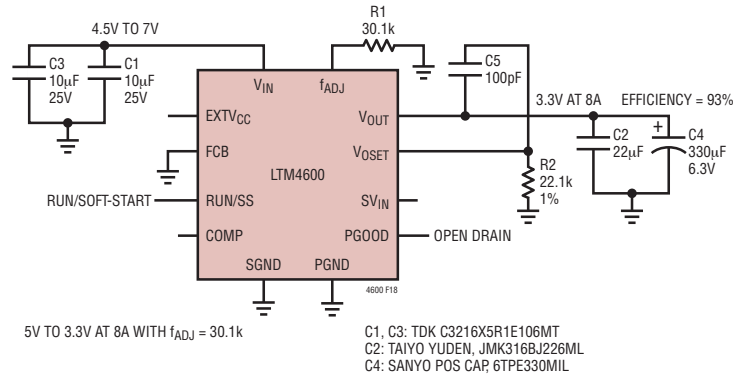 R1
30.1k
4.5V TO 7V
C3
10µF
25V
C1
10µF
25V
C5
100pF
VIN
fADJ
EXTVCC
VOUT
3.3V AT 8A
EFFICIENCY = 93%
FCB
VOSET
LTM4600
C2
22µF
+
C4
330µF
6.3V
R2
22.1k
1%
RUN/SOFT-START
RUN/SS
SVIN
COMP
PGOOD
OPEN DRAIN
SGND
PGND
4600 F18
5V TO 3.3V AT 8A WITH fADJ = 30.1k
C1, C3: TDK C3216X5R1E106MT
C2: TAIYO YUDEN, JMK316BJ226ML
C4: SANYO POS CAP, 6TPE330MIL